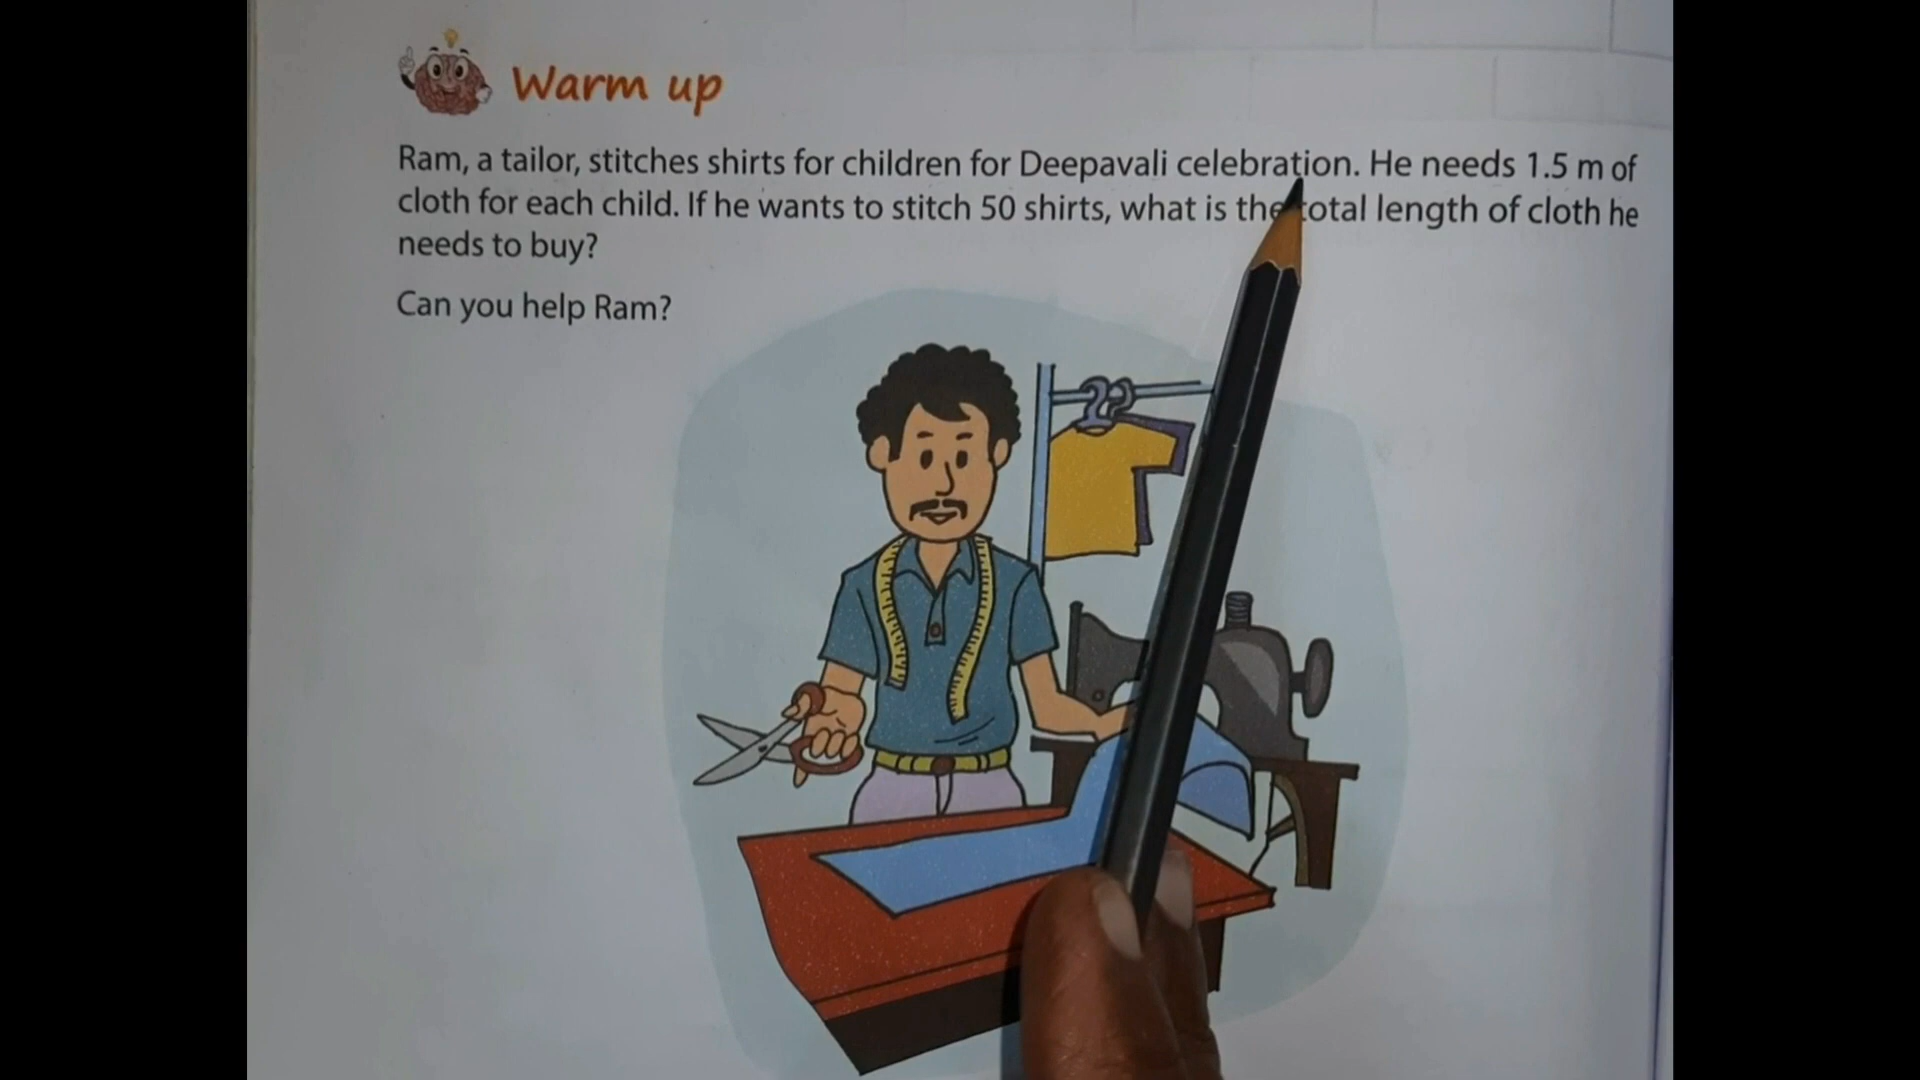 Warm up
Ram, a tailor, stitches shirts for children for Deepavali celebration. He needs 1.5 m of
cloth for each child. If he wants to stitch 50 shirts, what is the total length of cloth he
needs to buy?
Can you help Ram?